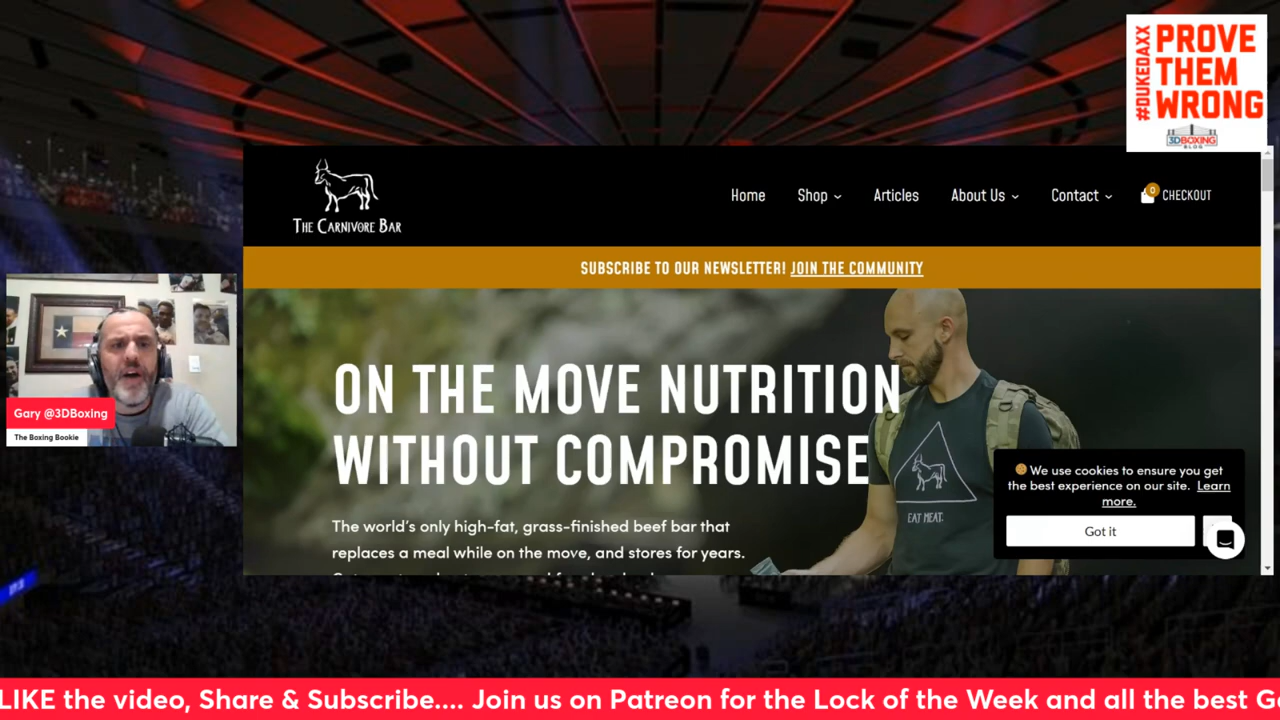 #DUKEDAXX
PROVE
THEM
WRONG
3DBOXING
BLOG
THE CARNIVORE BAR
Home Shop Articles About Us Contact 0 CHECKOUT
SUBSCRIBE TO OUR NEWSLETTER! JOIN THE COMMUNITY
ON THE MOVE NUTRITION
WITHOUT COMPROMISE
The world's only high-fat, grass-finished beef bar that
replaces a meal while on the move, and stores for years.
EAT MEAT.
We use cookies to ensure you get
the best experience on our site. Learn
more.
Got it
Gary @3DBoxing
The Boxing Bookie
LIKE the video, Share & Subscribe.... Join us on Patreon for the Lock of the Week and all the best G